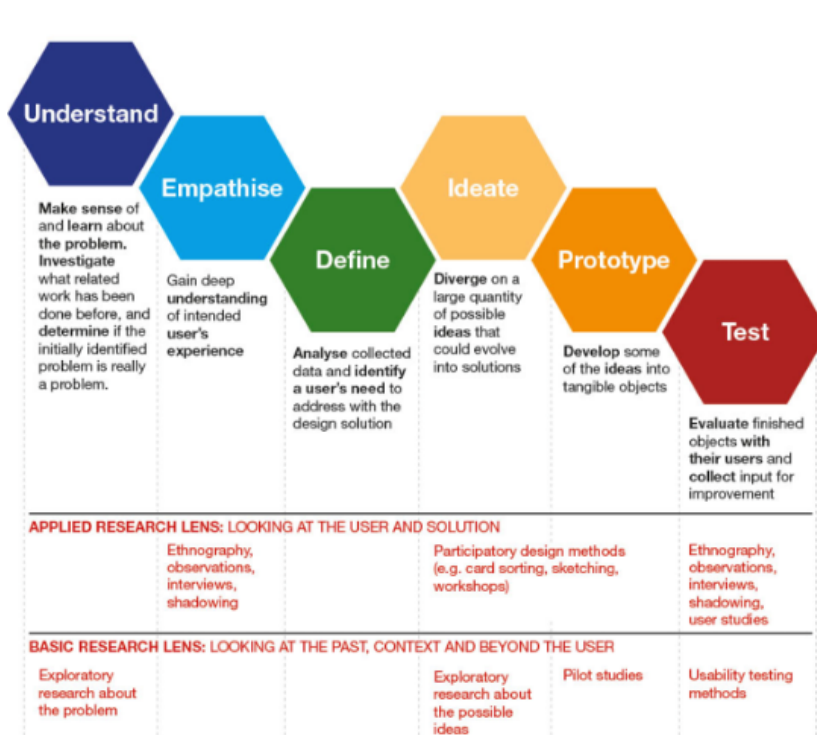 Understand
Make sense of
and learn about
the problem.
Investigate
what related
work has been
done before, and
determine if the
initially identified
problem is really
a problem.
Empathise
Gain deep
understanding
of intended
user's
experience
Define
Analyse collected
data and identify
a user's need to
address with the
design solution
Ideate
Diverge on a
large quantity
of possible
ideas that
could evolve
into solutions
Prototype
Develop some
of the ideas into
tangible objects
Test
Evaluate finished
objects with
their users and
collect input for
improvement
APPLIED RESEARCH LENS: LOOKING AT THE USER AND SOLUTION
Ethnography,
observations,
interviews,
shadowing
Participatory design methods
(e.g. card sorting, sketching,
workshops)
Ethnography,
observations,
interviews,
shadowing,
user studies
BASIC RESEARCH LENS: LOOKING AT THE PAST, CONTEXT AND BEYOND THE USER
Exploratory
research about
the problem
Exploratory
research about
the possible
ideas
Pilot studies
Usability testing
methods